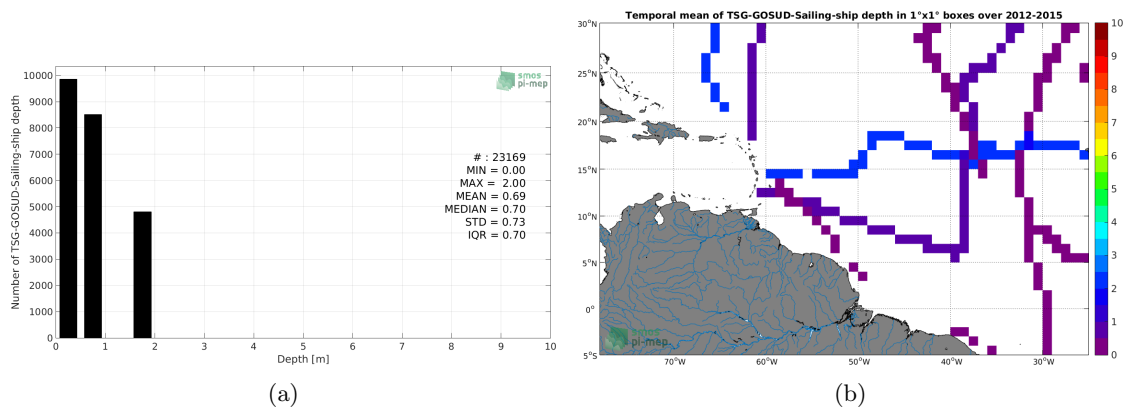 Number of TSG-GOSUD-Sailing-ship depth
10000
9000
8000
7000
6000
5000
4000
3000
2000
1000
0
0 1 2 3 4 5 6 7 8 9 10
Depth [m]
smos
pi-mep
# : 23169
MIN = 0.00
MAX = 2.00
MEAN = 0.69
MEDIAN = 0.70
STD = 0.73
IQR = 0.70
(a)
Temporal mean of TSG-GOSUD-Sailing-ship depth in 1°x1° boxes over 2012-2015
30°N
25°N
20°N
15°N
10°N
5°N
0°
5°S
70°W 60°W 50°W 40°W 30°W
smos
pi-mep
10
9
8
7
6
5
4
3
2
1
0
(b)